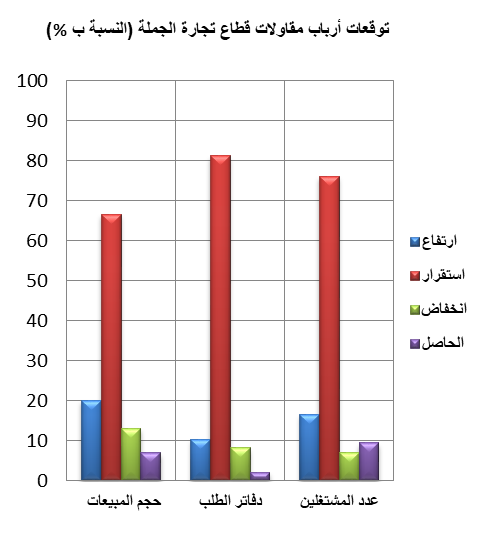 توقعات أرباب مقاولات قطاع تجارة الجملة (النسبة ب %)
100
90
80
70
60
50
40
30
20
10
0
حجم المبيعات
دفاتر الطلب
عدد المشتغلين
ارتفاع
استقرار
انخفاض
الحاصل